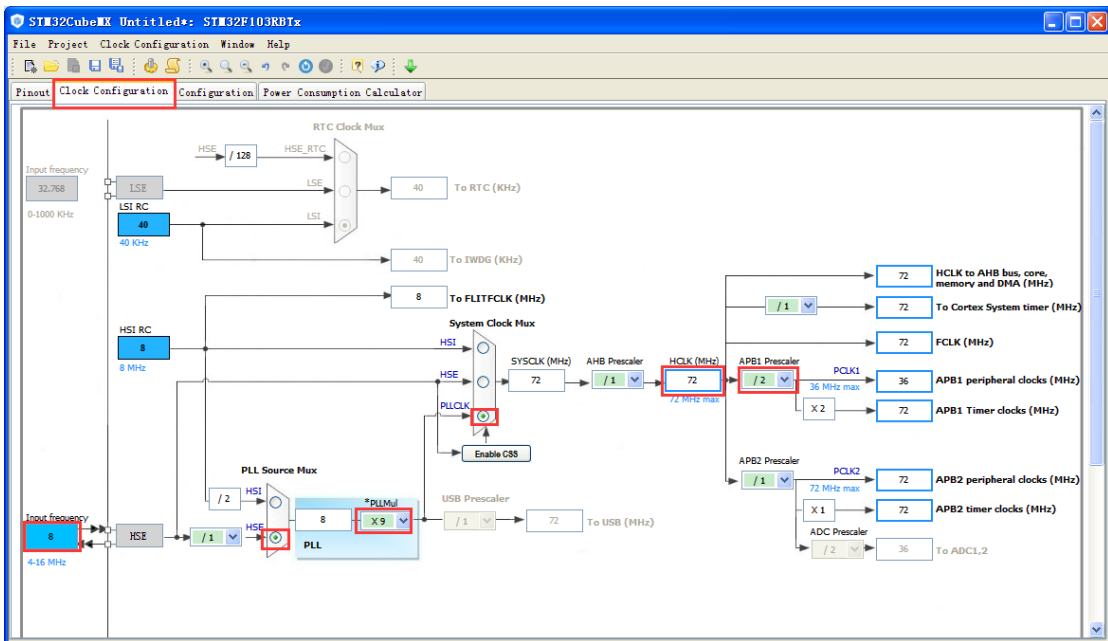 STM32CubeMX Untitled*: STM32F103RBTx
File Project Clock Configuration Window Help
Pinout Clock Configuration Configuration Power Consumption Calculator
RTC Clock Mux
HSE / 128 HSE_RTC
Input frequency
32.768 LSE LSE 40 To RTC (KHz)
0-1000 KHz
LSI RC
40 LSI
40 KHz
40 To IWDG (KHz)
8 To FLITFCLK (MHz)
HSI RC
8
8 MHz
System Clock Mux
HSI
HSE
PLLCLK
Enable CSS
SYSCLK (MHz) AHB Prescaler HCLK (MHz) APB1 Prescaler
72 / 1 72 / 2
72 MHz max
72 HCLK to AHB bus, core,
memory and DMA (MHz)
/ 1 72 To Cortex System timer (MHz)
72 FCLK (MHz)
PCLK1
36 MHz max
36 APB1 peripheral clocks (MHz)
X 2 72 APB1 Timer clocks (MHz)
APB2 Prescaler
/ 1
PCLK2
72 MHz max
72 APB2 peripheral clocks (MHz)
X 1 72 APB2 timer clocks (MHz)
ADC Prescaler
/ 2 36 To ADC1,2
PLL Source Mux
/ 2 HSI
*PLLMul
8 X 9
PLL
USB Prescaler
/ 1 72 To USB (MHz)
Input frequency
8 HSE / 1 HSE
4-16 MHz